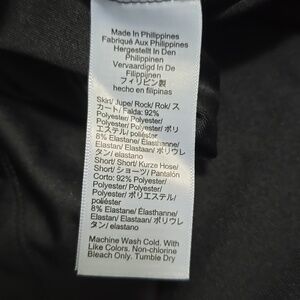 Made In Philippines
Fabriqué Aux Philippines
Hergestellt In Den
Philippinen
Vervaardigd In De
Filippijnen
フィリピン製
hecho en filipinas
Skirt/ Jupe/ Rock/ Rok/ ス
カート/ Falda: 92%
Polyester/ Polyester/
Polyester/ Polyester/ ポリ
エステル/ poliéster
8% Elastane/ Élasthanne/
Elastan/ Elastaan/ ポリウレ
タン/ elastano
Short/ Short/ Kurze Hose/
Short/ ショーツ/ Pantalón
Corto: 92% Polyester/
Polyester/ Polyester/
Polyester/ ポリエステル/
poliéster
8% Elastane/ Élasthanne/
Elastan/ Elastaan/ ポリウレ
タン/ elastano
Machine Wash Cold. With
Like Colors. Non-chlorine
Bleach Only. Tumble Dry